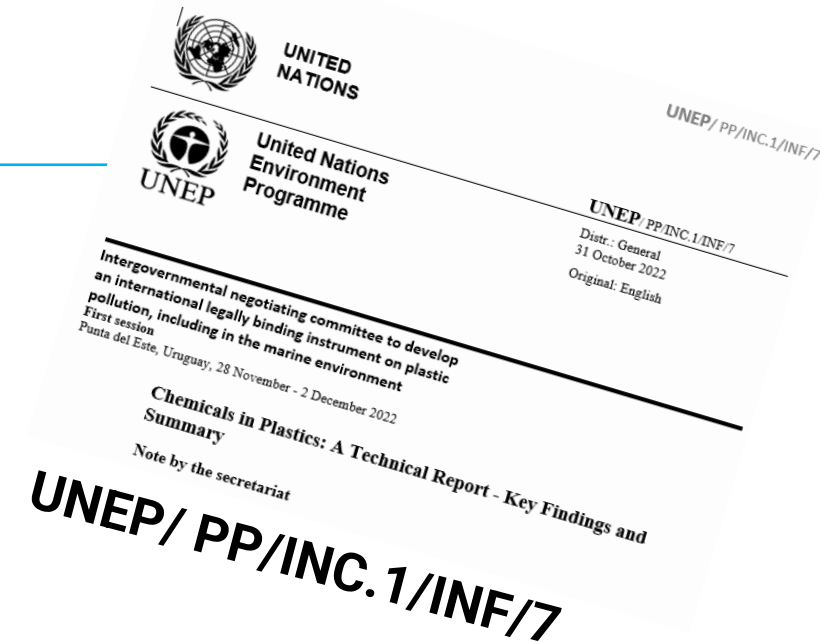 UNITED
NATIONS
UNEP/ PP/INC.1/INF/7
UNEP
United Nations
Environment
Programme
UNEP/ PP/INC.1/INF/7
Distr.: General
31 October 2022
Original: English
Intergovernmental negotiating committee to develop
an international legally binding instrument on plastic
pollution, including in the marine environment
First session
Punta del Este, Uruguay, 28 November - 2 December 2022
Chemicals in Plastics: A Technical Report - Key Findings and
Summary
Note by the secretariat
UNEP/ PP/INC.1/INF/7